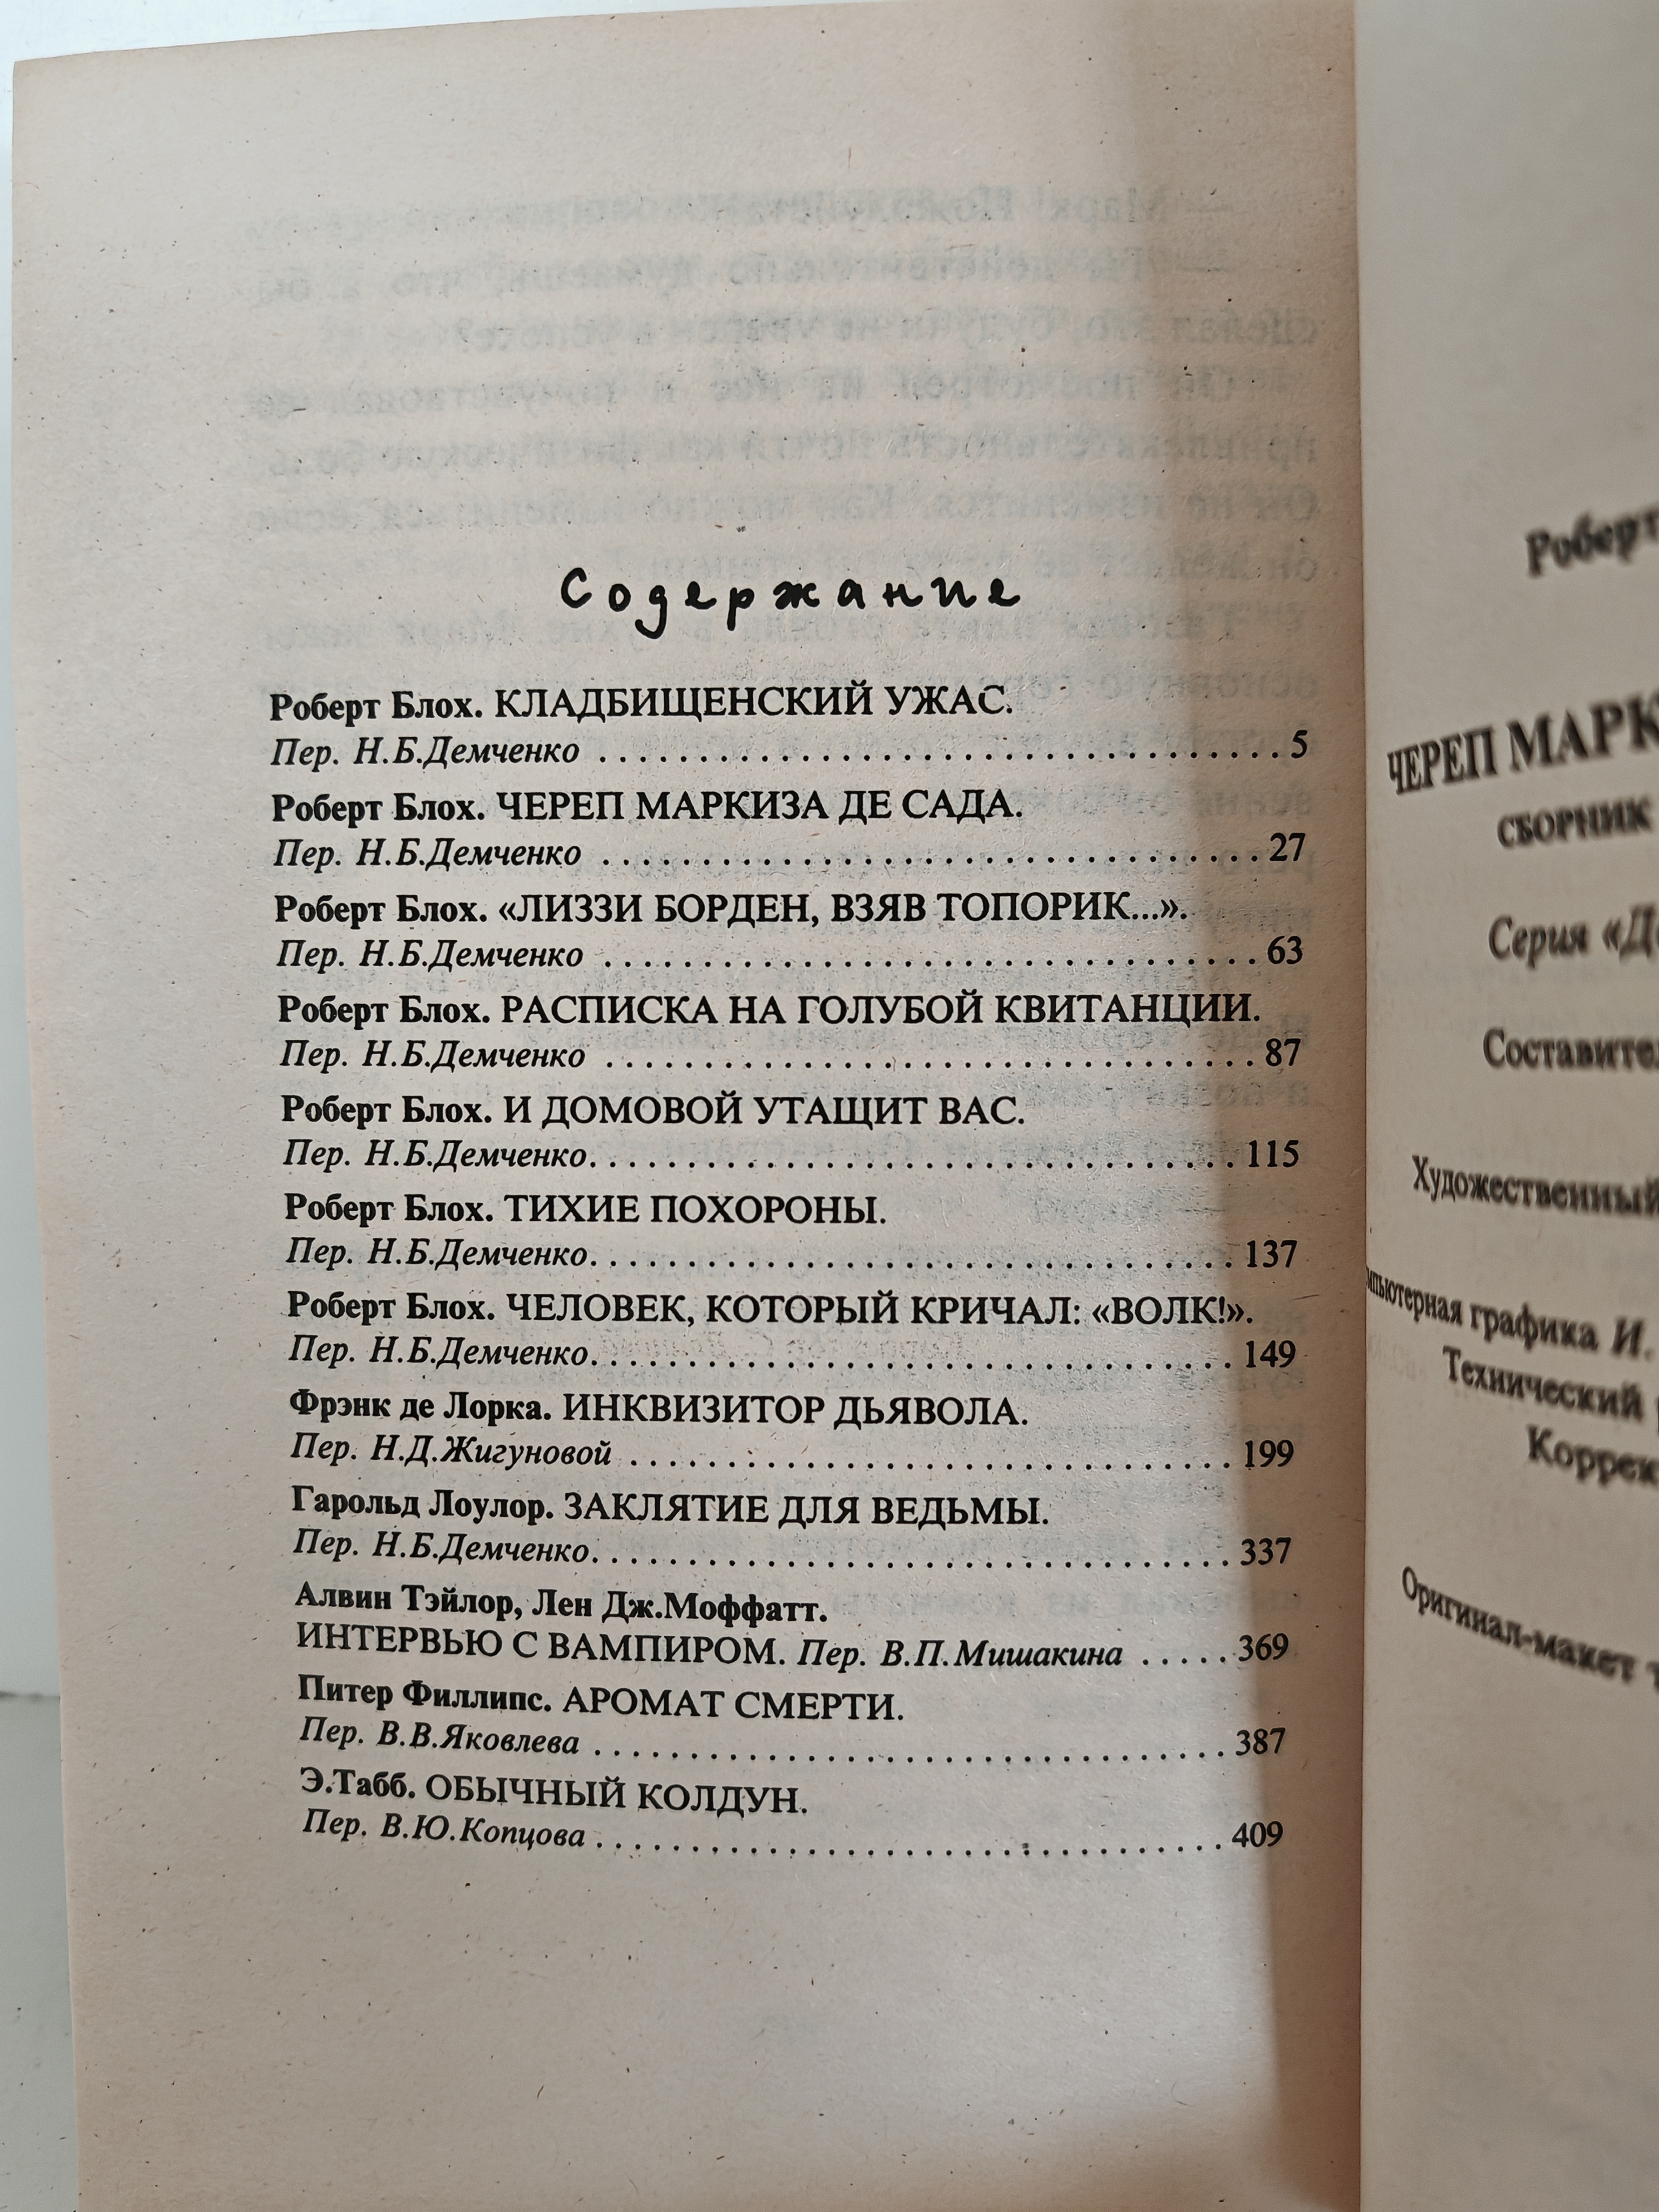 Содержание
Роберт Блох. КЛАДБИЩЕНСКИЙ УЖАС.
Пер. Н.Б.Демченко . . . . . . . . . . . . . . . . . . . . . . . . . . . . . . . . . . 5
Роберт Блох. ЧЕРЕП МАРКИЗА ДЕ САДА.
Пер. Н.Б.Демченко . . . . . . . . . . . . . . . . . . . . . . . . . . . . . . . . . 27
Роберт Блох. «ЛИЗЗИ БОРДЕН, ВЗЯВ ТОПОРИК...».
Пер. Н.Б.Демченко . . . . . . . . . . . . . . . . . . . . . . . . . . . . . . . . . 63
Роберт Блох. РАСПИСКА НА ГОЛУБОЙ КВИТАНЦИИ.
Пер. Н.Б.Демченко . . . . . . . . . . . . . . . . . . . . . . . . . . . . . . . . . 87
Роберт Блох. И ДОМОВОЙ УТАЩИТ ВАС.
Пер. Н.Б.Демченко. . . . . . . . . . . . . . . . . . . . . . . . . . . . . . . . . 115
Роберт Блох. ТИХИЕ ПОХОРОНЫ.
Пер. Н.Б.Демченко. . . . . . . . . . . . . . . . . . . . . . . . . . . . . . . . . 137
Роберт Блох. ЧЕЛОВЕК, КОТОРЫЙ КРИЧАЛ: «ВОЛК!».
Пер. Н.Б.Демченко. . . . . . . . . . . . . . . . . . . . . . . . . . . . . . . . . 149
Фрэнк де Лорка. ИНКВИЗИТОР ДЬЯВОЛА.
Пер. Н.Д.Жигуновой . . . . . . . . . . . . . . . . . . . . . . . . . . . . . . . 199
Гарольд Лоулор. ЗАКЛЯТИЕ ДЛЯ ВЕДЬМЫ.
Пер. Н.Б.Демченко. . . . . . . . . . . . . . . . . . . . . . . . . . . . . . . . . 337
Алвин Тэйлор, Лен Дж.Моффатт.
ИНТЕРВЬЮ С ВАМПИРОМ. Пер. В.П.Мишакина . . . . . 369
Питер Филлипс. АРОМАТ СМЕРТИ.
Пер. В.В.Яковлева . . . . . . . . . . . . . . . . . . . . . . . . . . . . . . . . 387
Э.Табб. ОБЫЧНЫЙ КОЛДУН.
Пер. В.Ю.Копцова . . . . . . . . . . . . . . . . . . . . . . . . . . . . . . . . 409
Роберт
ЧЕРЕП
СБОРНИК
Серия
Художественный
графика И.
Технический
Оригинал-макет